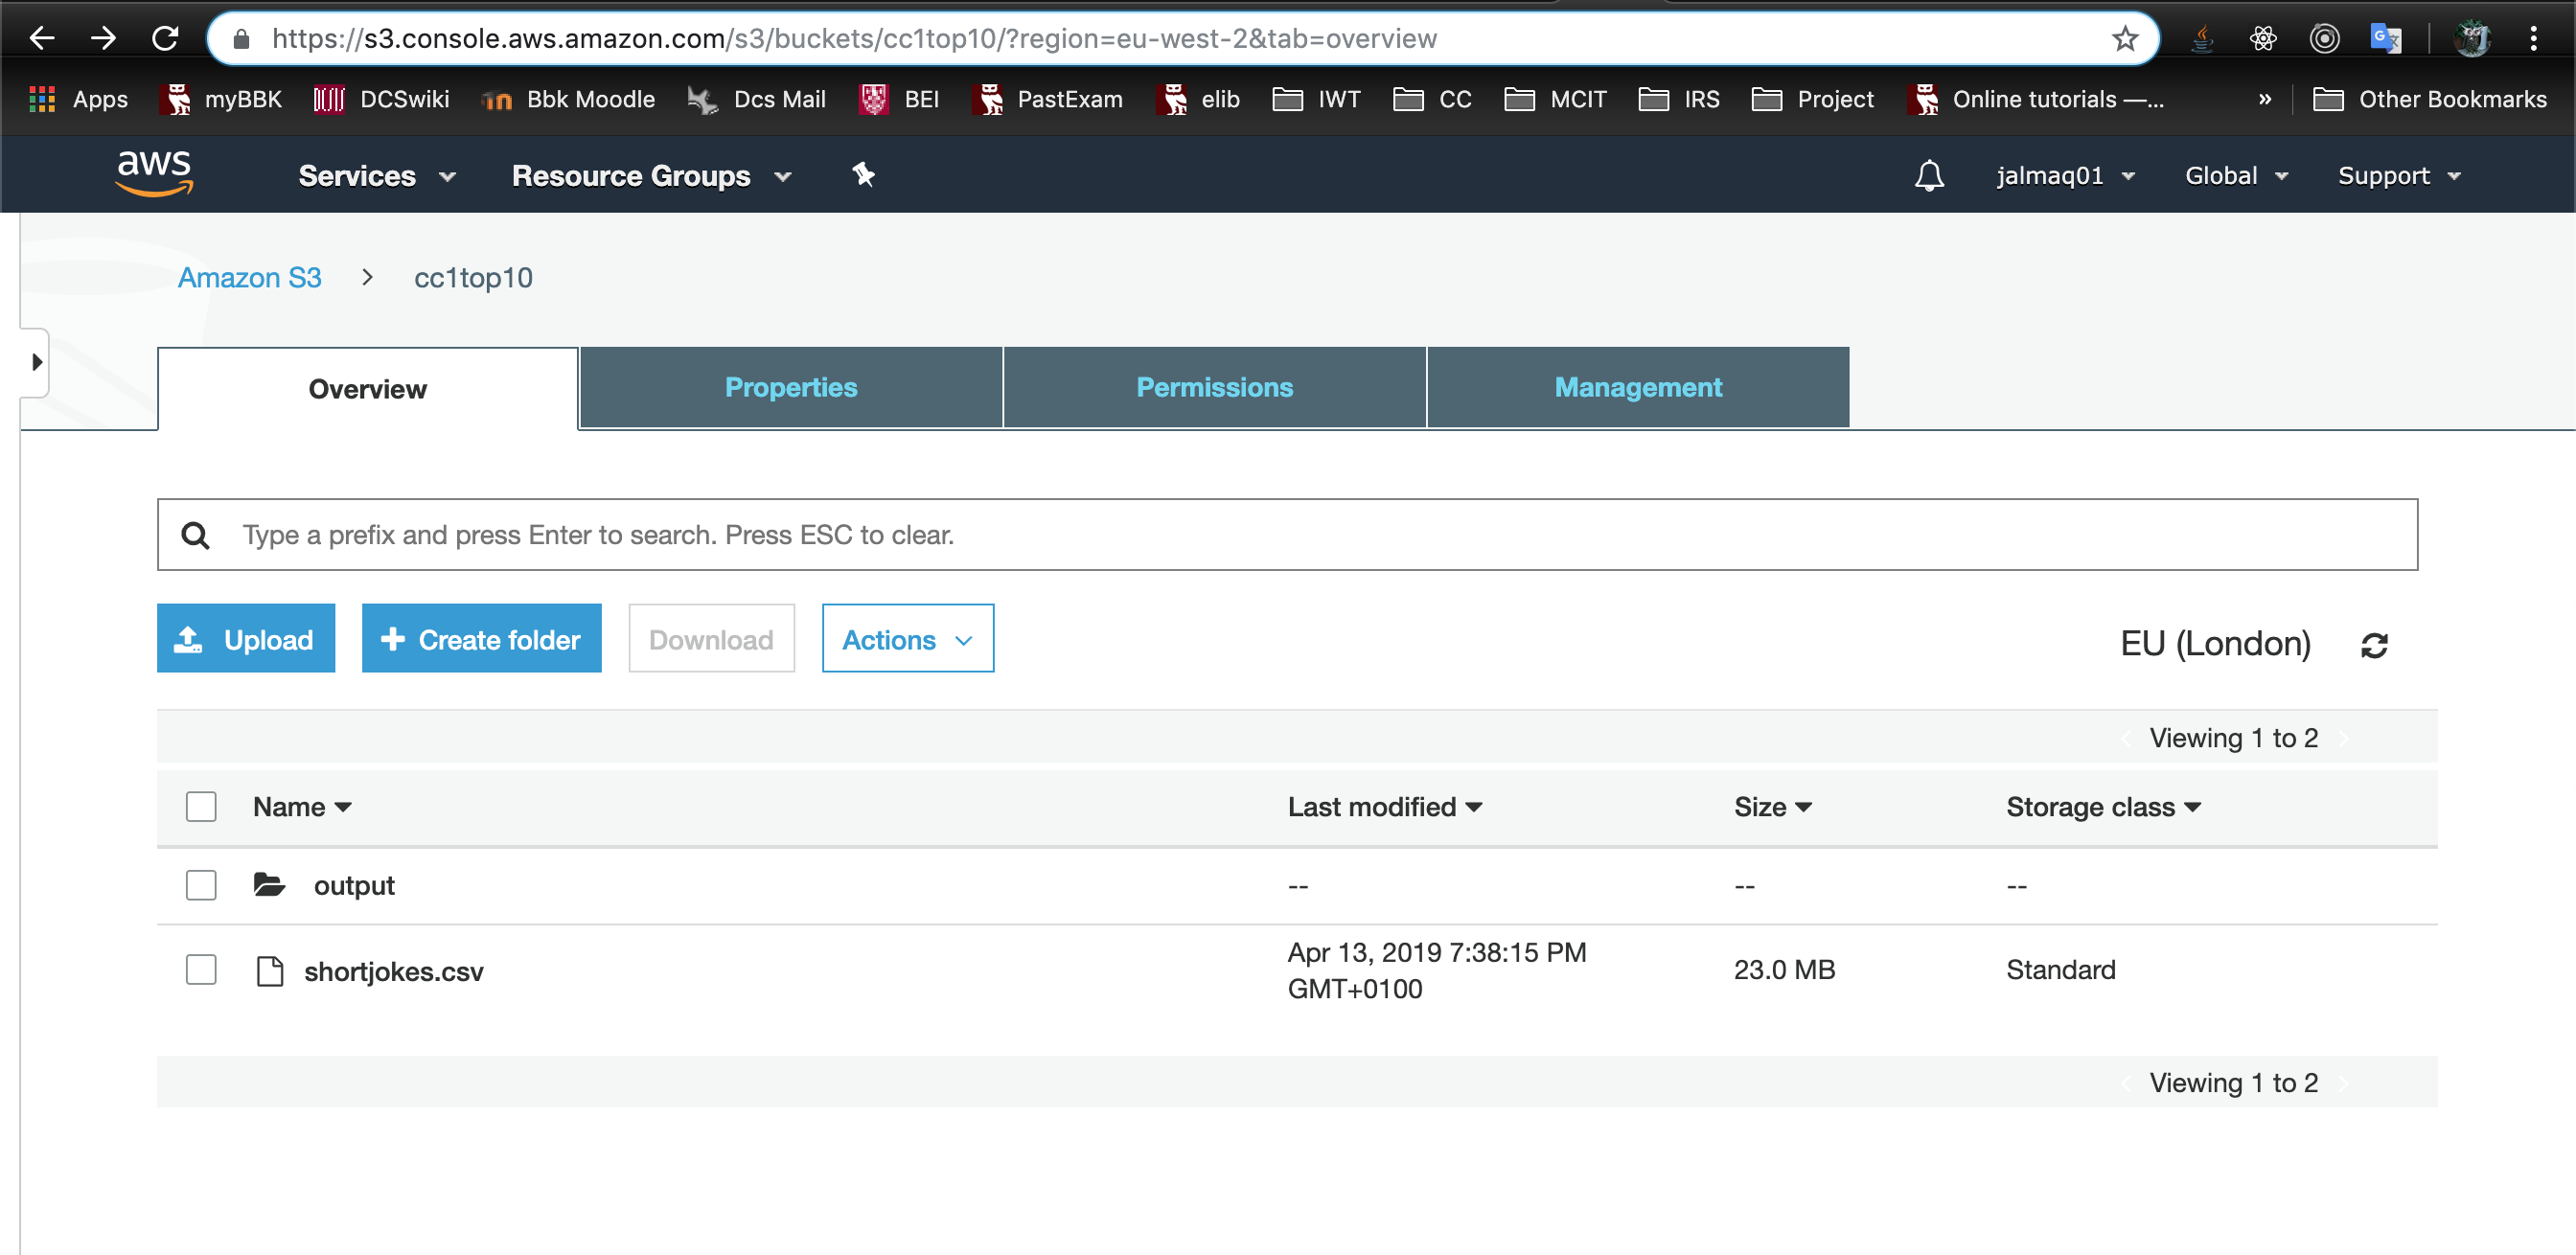 https://s3.console.aws.amazon.com/s3/buckets/cc1top10/?region=eu-west-2&tab=overview
Apps myBBK DCSwiki Bbk Moodle Dcs Mail BEI PastExam elib IWT CC MCIT IRS Project Online tutorials —... » Other Bookmarks
aws Services Resource Groups jalmaq01 Global Support
Amazon S3 > cc1top10
Overview Properties Permissions Management
Type a prefix and press Enter to search. Press ESC to clear.
Upload Create folder Download Actions EU (London)
Viewing 1 to 2
Name Last modified Size Storage class
output -- -- --
shortjokes.csv Apr 13, 2019 7:38:15 PM GMT+0100 23.0 MB Standard
Viewing 1 to 2